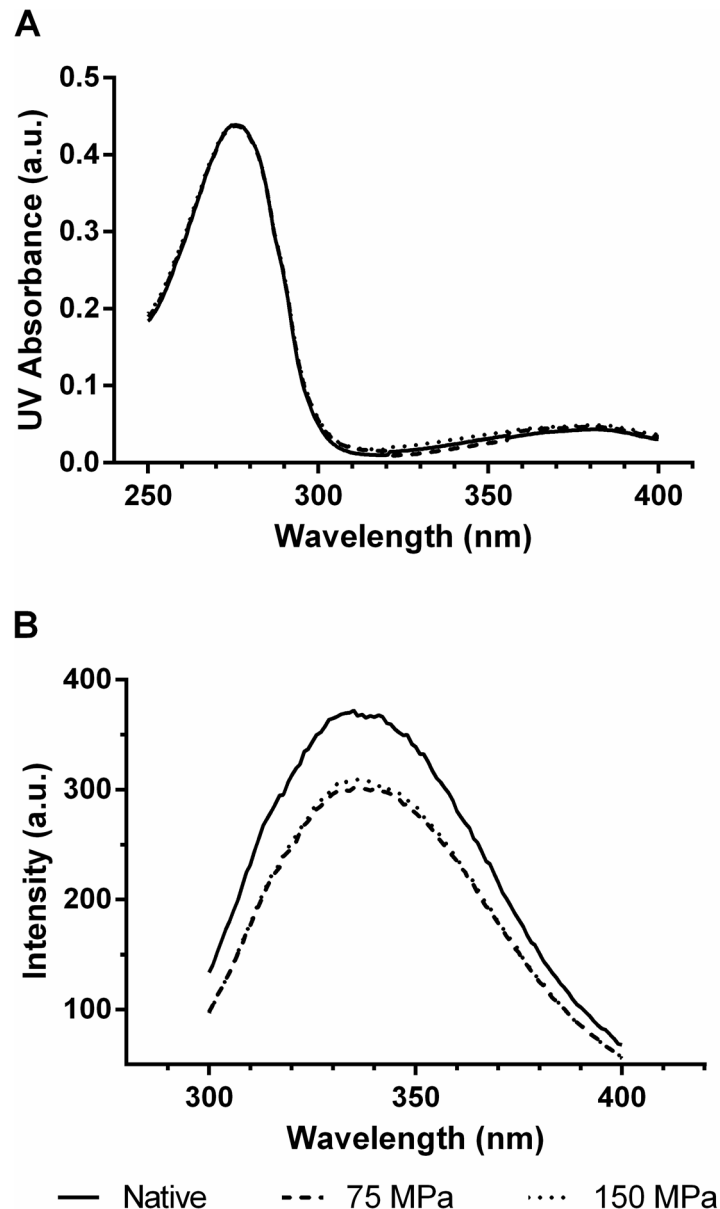 A
0.5
0.4
0.3
0.2
0.1
0.0
UV Absorbance (a.u.)
250 300 350 400
Wavelength (nm)
B
400
300
200
100
Intensity (a.u.)
300 350 400
Wavelength (nm)
Native 75 MPa 150 MPa